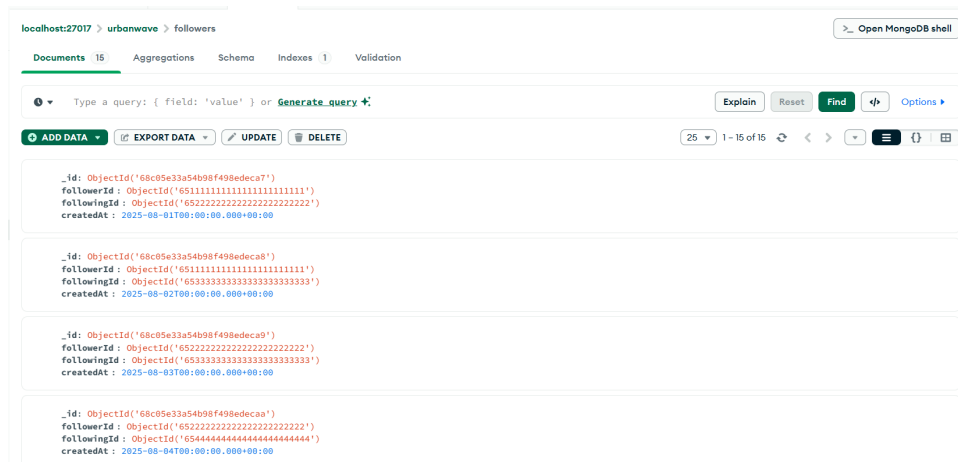 localhost:27017 > urbanwave > followers
>_ Open MongoDB shell
Documents 15 Aggregations Schema Indexes 1 Validation
Type a query: { field: 'value' } or Generate query
Explain Reset Find </> Options
ADD DATA EXPORT DATA UPDATE DELETE
25 1 – 15 of 15 {}
_id: ObjectId('68c05e33a54b98f498edeca7')
followerId : ObjectId('651111111111111111111111')
followingId : ObjectId('652222222222222222222222')
createdAt : 2025-08-01T00:00:00.000+00:00
_id: ObjectId('68c05e33a54b98f498edeca8')
followerId : ObjectId('651111111111111111111111')
followingId : ObjectId('653333333333333333333333')
createdAt : 2025-08-02T00:00:00.000+00:00
_id: ObjectId('68c05e33a54b98f498edeca9')
followerId : ObjectId('652222222222222222222222')
followingId : ObjectId('653333333333333333333333')
createdAt : 2025-08-03T00:00:00.000+00:00
_id: ObjectId('68c05e33a54b98f498edecaa')
followerId : ObjectId('652222222222222222222222')
followingId : ObjectId('654444444444444444444444')
createdAt : 2025-08-04T00:00:00.000+00:00